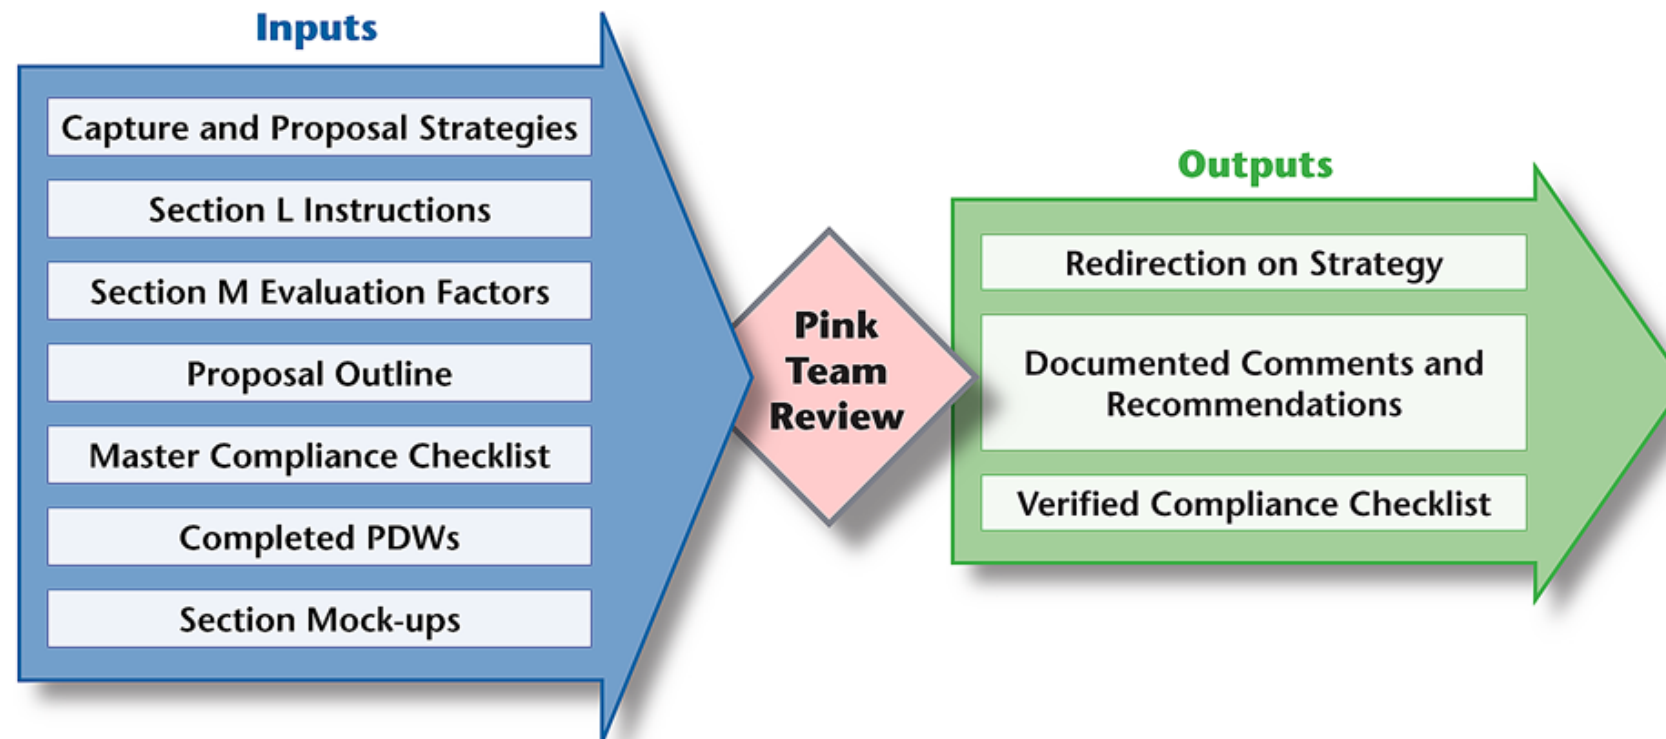 Inputs
Capture and Proposal Strategies
Section L Instructions
Section M Evaluation Factors
Proposal Outline
Master Compliance Checklist
Completed PDWs
Section Mock-ups
Pink
Team
Review
Outputs
Redirection on Strategy
Documented Comments and
Recommendations
Verified Compliance Checklist